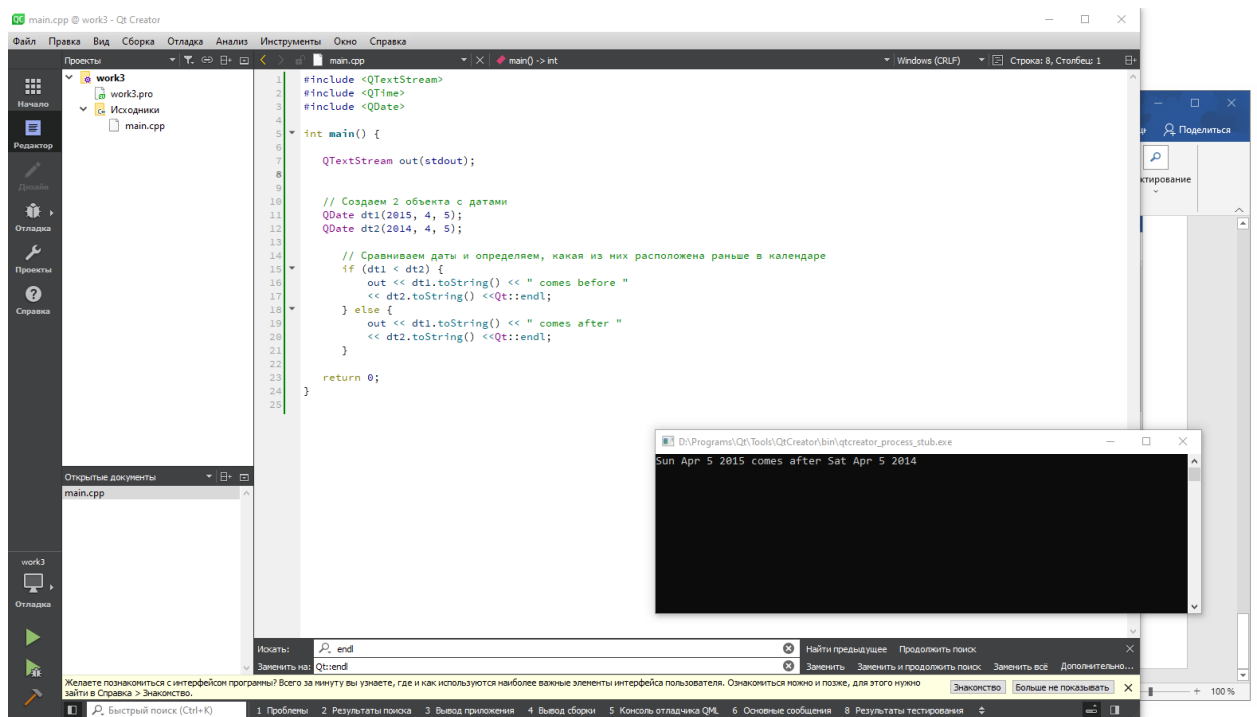 main.cpp @ work3 - Qt Creator
Файл Правка Вид Сборка Отладка Анализ Инструменты Окно Справка
Проекты
main.cpp
main() -> int
Windows (CRLF)
Строка: 8, Столбец: 1
Начало
Редактор
Дизайн
Отладка
Проекты
Справка
work3
work3.pro
Исходники
main.cpp
1 #include <QTextStream>
2 #include <QTime>
3 #include <QDate>
4
5 int main() {
6
7 QTextStream out(stdout);
8
9
10 // Создаем 2 объекта с датами
11 QDate dt1(2015, 4, 5);
12 QDate dt2(2014, 4, 5);
13
14 // Сравниваем даты и определяем, какая из них расположена раньше в календаре
15 if (dt1 < dt2) {
16 out << dt1.toString() << " comes before "
17 << dt2.toString() <<Qt::endl;
18 } else {
19 out << dt1.toString() << " comes after "
20 << dt2.toString() <<Qt::endl;
21 }
22
23 return 0;
24 }
25
Поделиться
ктирование
D:\Programs\Qt\Tools\QtCreator\bin\qtcreator_process_stub.exe
Sun Apr 5 2015 comes after Sat Apr 5 2014
Открытые документы
main.cpp
work3
Отладка
Искать: endl Найти предыдущее Продолжить поиск
Заменить на: Qt::endl Заменить Заменить и продолжить поиск Заменить всё Дополнительно...
Желаете познакомиться с интерфейсом программы? Всего за минуту вы узнаете, где и как используются наиболее важные элементы интерфейса пользователя. Ознакомиться можно и позже, для этого нужно
зайти в Справка > Знакомство.
Знакомство Больше не показывать
100 %
Быстрый поиск (Ctrl+K) 1 Проблемы 2 Результаты поиска 3 Вывод приложения 4 Вывод сборки 5 Консоль отладчика QML 6 Основные сообщения 8 Результаты тестирования